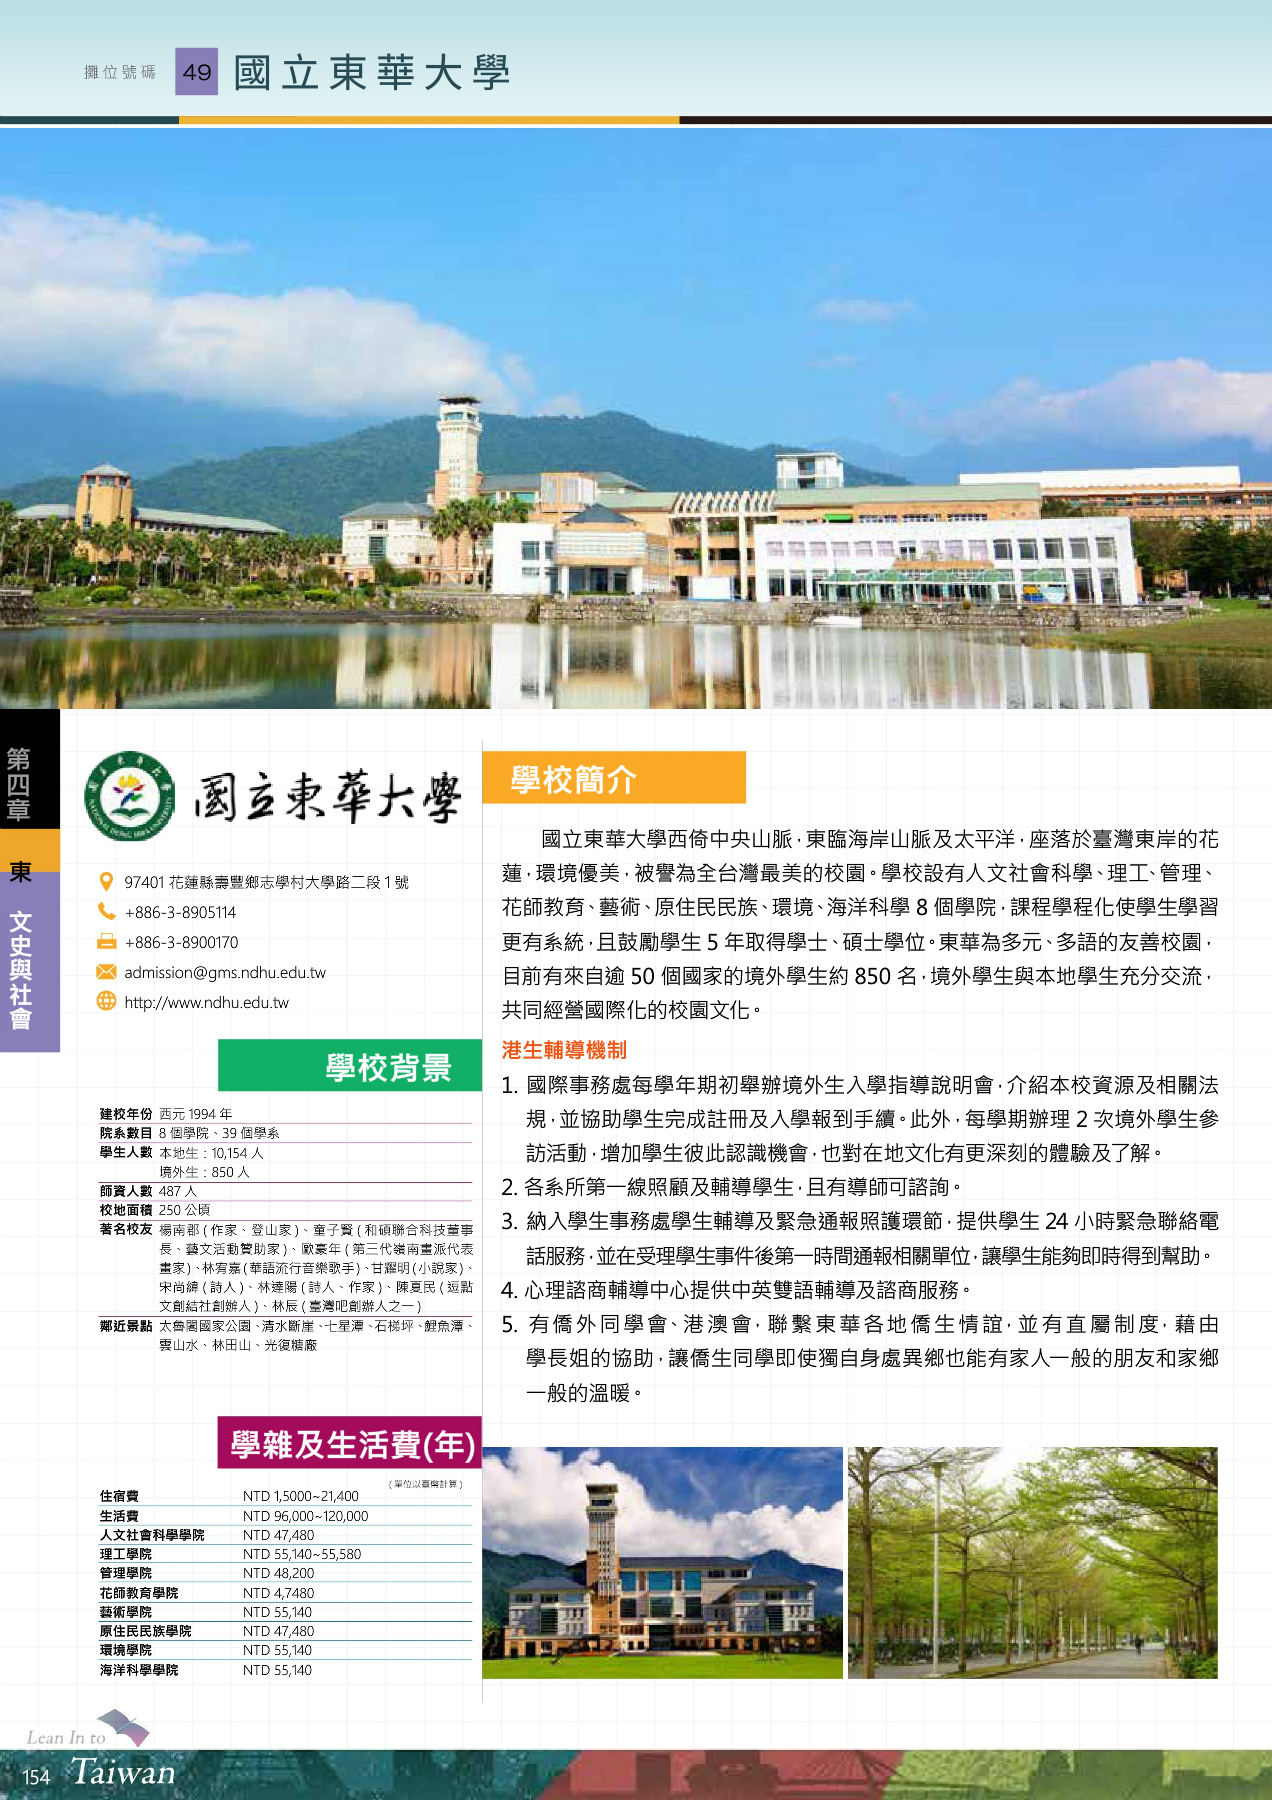 攤位號碼 49 國立東華大學
第四章
東
文史與社會
國立東華大學
97401 花蓮縣壽豐鄉志學村大學路二段 1 號
+886-3-8905114
+886-3-8900170
admission@gms.ndhu.edu.tw
http://www.ndhu.edu.tw
學校背景
建校年份 西元 1994 年
院系數目 8 個學院、39 個學系
學生人數 本地生：10,154 人
境外生：850 人
師資人數 487 人
校地面積 250 公頃
著名校友 楊南郡 ( 作家、登山家 )、童子賢 ( 和碩聯合科技董事
長、藝文活動贊助家 )、歐豪年 ( 第三代嶺南畫派代表
畫家 )、林宥嘉 ( 華語流行音樂歌手 )、甘耀明 ( 小說家 )、
宋尚緯 ( 詩人 )、林達陽 ( 詩人、作家 )、陳夏民 ( 逗點
文創結社創辦人 )、林辰 ( 臺灣吧創辦人之一 )
鄰近景點 太魯閣國家公園、清水斷崖、七星潭、石梯坪、鯉魚潭、
雲山水、林田山、光復糖廠
學雜及生活費(年)
( 單位以臺幣計算 )
住宿費 NTD 1,5000~21,400
生活費 NTD 96,000~120,000
人文社會科學學院 NTD 47,480
理工學院 NTD 55,140~55,580
管理學院 NTD 48,200
花師教育學院 NTD 4,7480
藝術學院 NTD 55,140
原住民民族學院 NTD 47,480
環境學院 NTD 55,140
海洋科學學院 NTD 55,140
學校簡介
國立東華大學西倚中央山脈，東臨海岸山脈及太平洋，座落於臺灣東岸的花
蓮，環境優美，被譽為全台灣最美的校園。學校設有人文社會科學、理工、管理、
花師教育、藝術、原住民民族、環境、海洋科學 8 個學院，課程學程化使學生學習
更有系統，且鼓勵學生 5 年取得學士、碩士學位。東華為多元、多語的友善校園，
目前有來自逾 50 個國家的境外學生約 850 名，境外學生與本地學生充分交流，
共同經營國際化的校園文化。
港生輔導機制
1. 國際事務處每學年期初舉辦境外生入學指導說明會，介紹本校資源及相關法
規，並協助學生完成註冊及入學報到手續。此外，每學期辦理 2 次境外學生參
訪活動，增加學生彼此認識機會，也對在地文化有更深刻的體驗及了解。
2. 各系所第一線照顧及輔導學生，且有導師可諮詢。
3. 納入學生事務處學生輔導及緊急通報照護環節，提供學生 24 小時緊急聯絡電
話服務，並在受理學生事件後第一時間通報相關單位，讓學生能夠即時得到幫助。
4. 心理諮商輔導中心提供中英雙語輔導及諮商服務。
5. 有僑外同學會、港澳會，聯繫東華各地僑生情誼，並有直屬制度，藉由
學長姐的協助，讓僑生同學即使獨自身處異鄉也能有家人一般的朋友和家鄉
一般的溫暖。
Lean In to
154 Taiwan